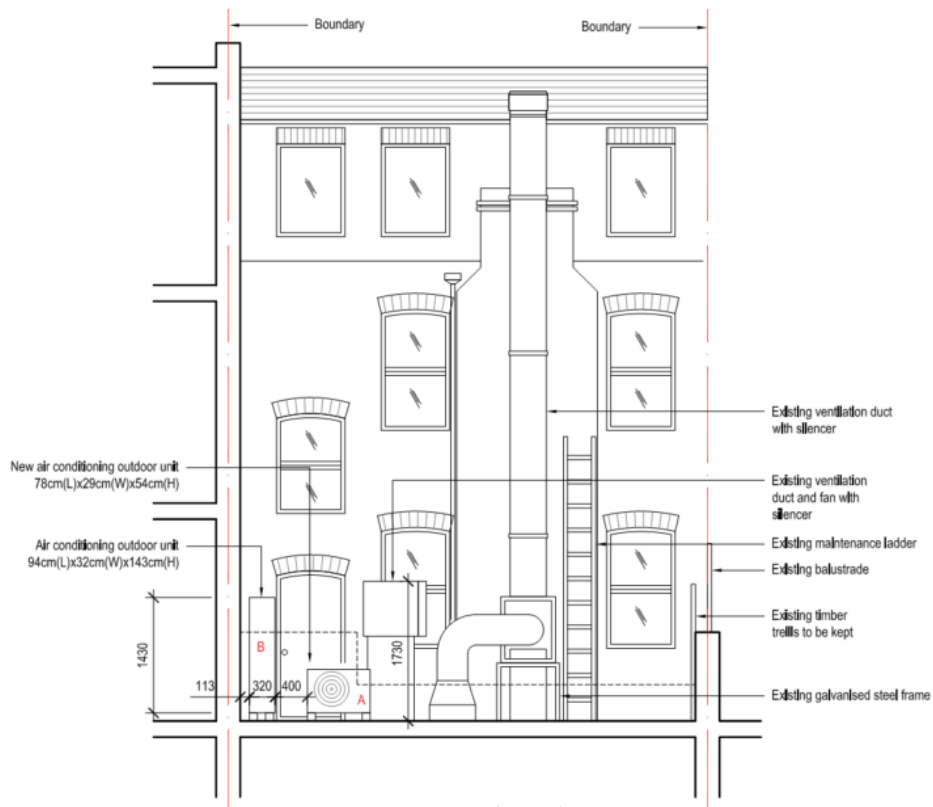 Boundary
Boundary
Existing ventilation duct
with silencer
New air conditioning outdoor unit
78cm(L)x29cm(W)x54cm(H)
Existing ventilation
duct and fan with
silencer
Air conditioning outdoor unit
94cm(L)x32cm(W)x143cm(H)
Existing maintenance ladder
Existing balustrade
Existing timber
trellis to be kept
1430
B
1730
113
320
400
A
Existing galvanised steel frame